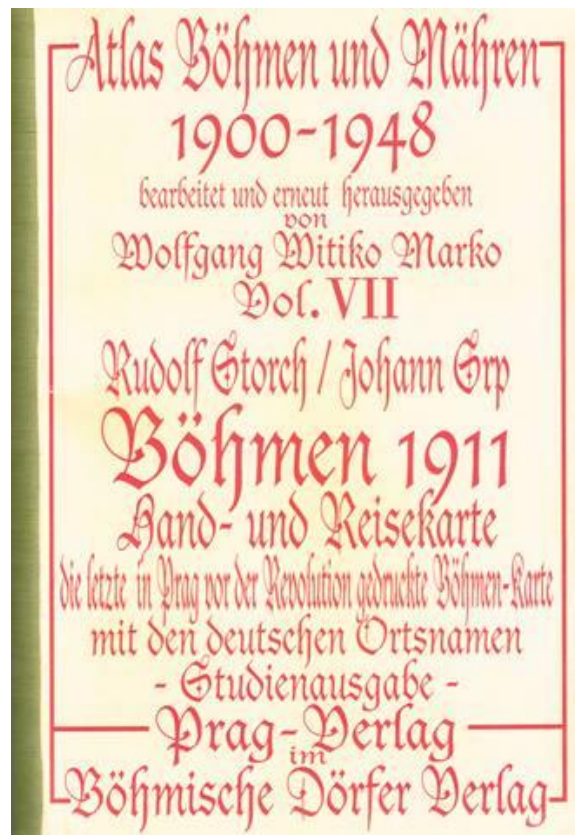 Atlas Böhmen und Mähren
1900-1948
bearbeitet und erneut herausgegeben
von
Wolfgang Witiko Marko
Vol. VII
Rudolf Storch / Johann Srp
Böhmen 1911
Hand- und Reisekarte
die letzte in Prag vor der Revolution gedruckte Böhmen-Karte
mit den deutschen Ortsnamen
- Studienausgabe -
Prag-Verlag
im
Böhmische Dörfer Verlag